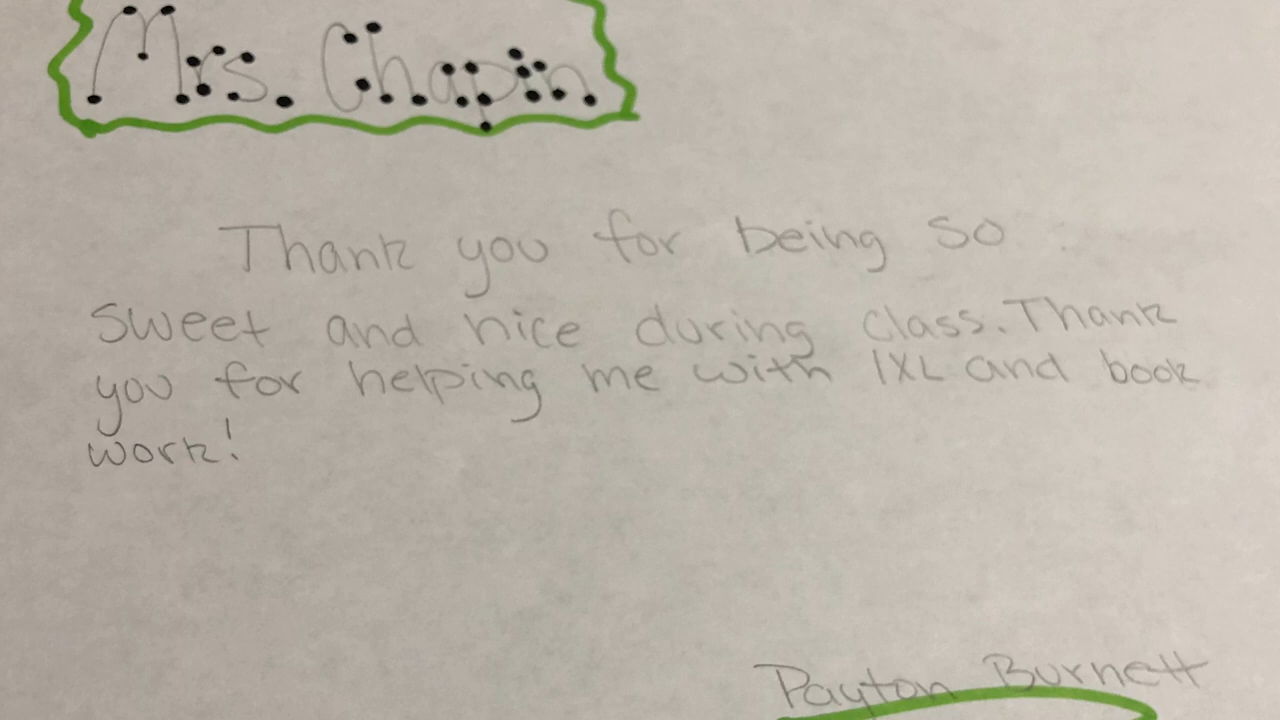 Mrs. Chapin
Thank you for being so
sweet and nice during class. Thank
you for helping me with IXL and book
work!
Payton Burnett